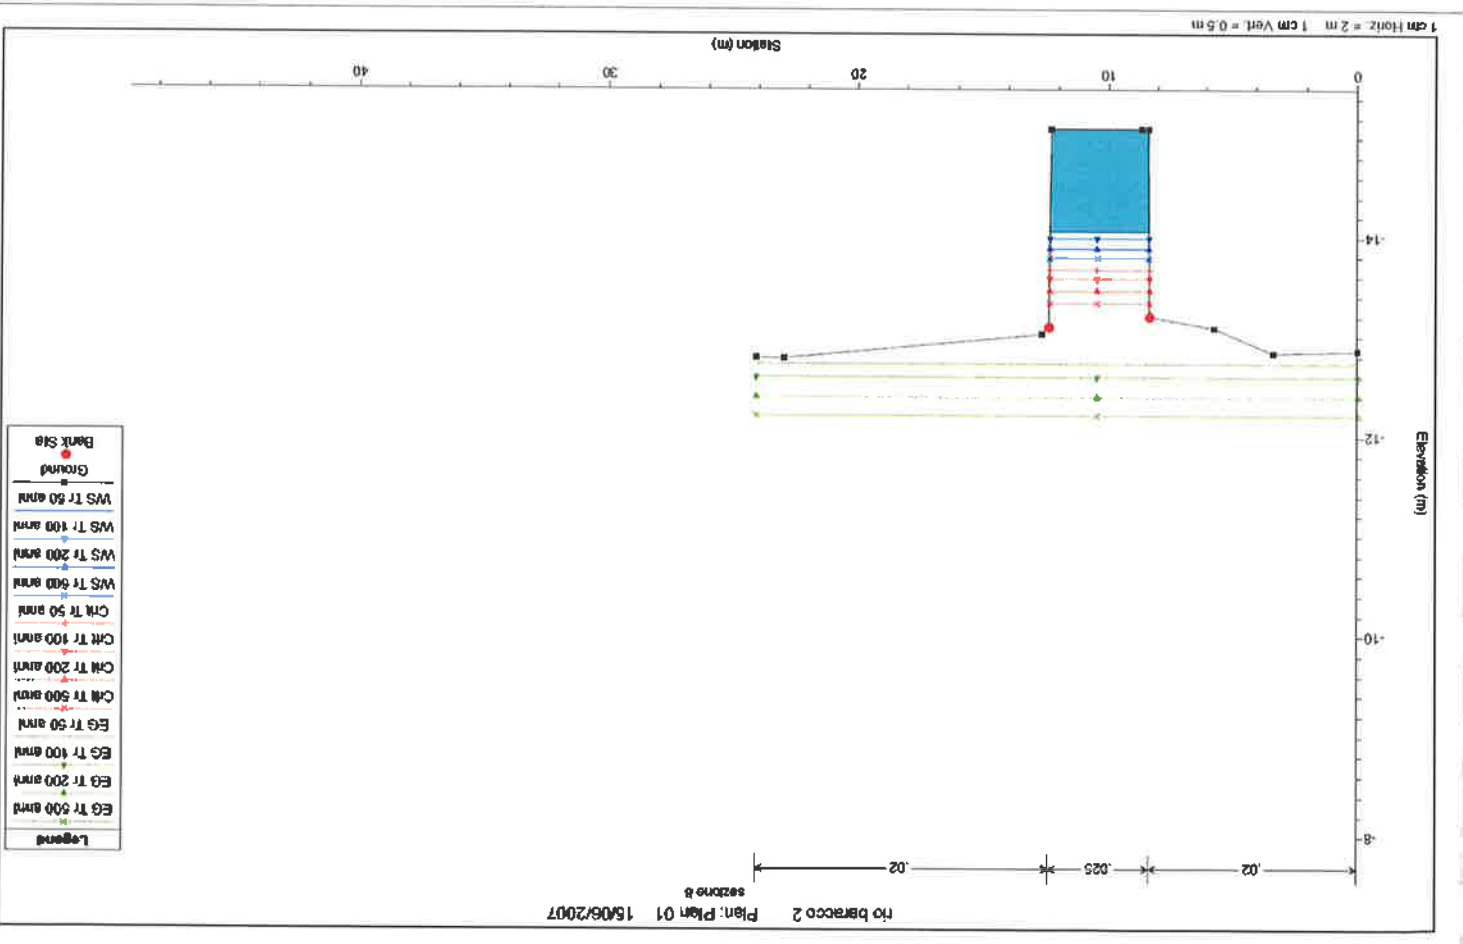 rio baracco 2 Plan: Plan 01 15/06/2007
sezione 8
.02 .025 .02
Legend
EG Tr 500 anni
EG Tr 200 anni
EG Tr 100 anni
EG Tr 50 anni
Crit Tr 500 anni
Crit Tr 200 anni
Crit Tr 100 anni
Crit Tr 50 anni
WS Tr 500 anni
WS Tr 200 anni
WS Tr 100 anni
WS Tr 50 anni
Ground
Bank Sta
Elevation (m)
-8
-10
-12
-14
0 10 20 30 40
Station (m)
1 cm Horiz. = 2 m 1 cm Vert. = 0.5 m